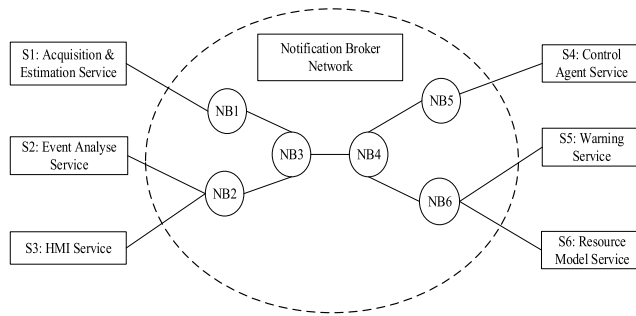 S1: Acquisition &
Estimation Service
Notification Broker
Network
S4: Control
Agent Service
NB1
NB5
S2: Event Analyse
Service
NB3
NB4
S5: Warning
Service
NB2
NB6
S3: HMI Service
S6: Resource
Model Service